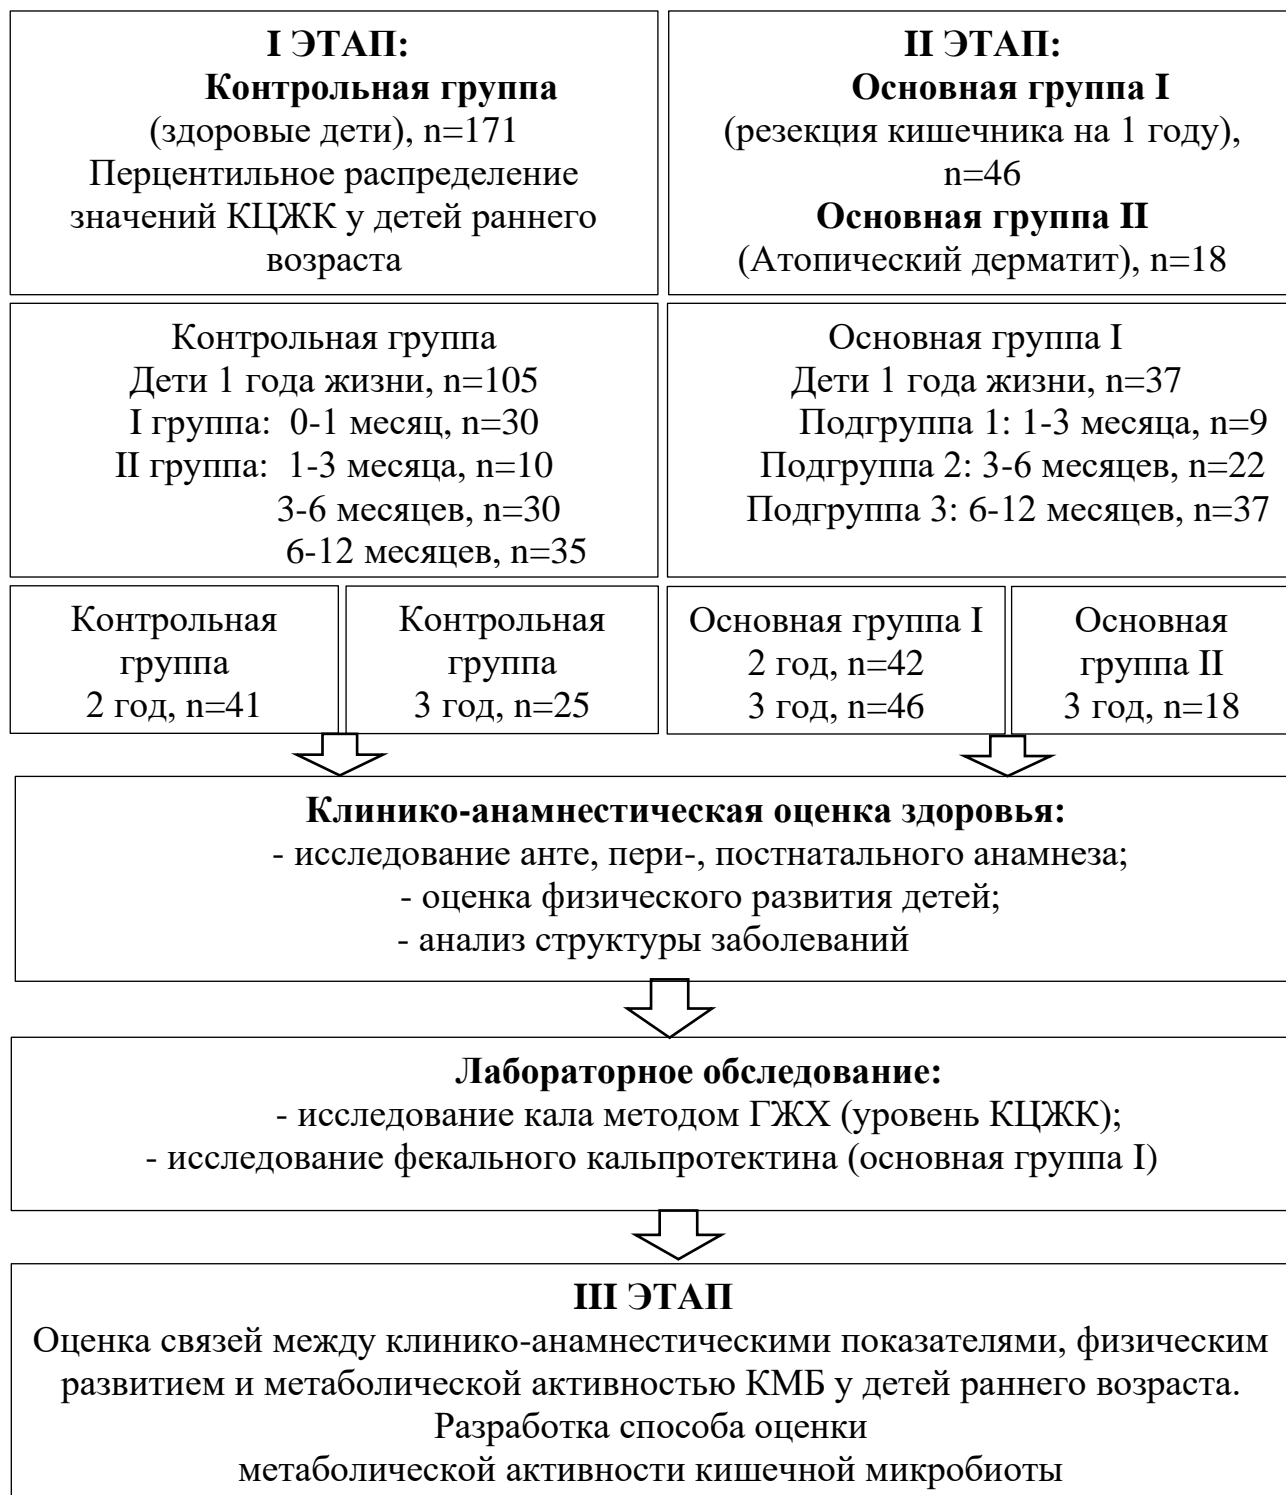 I ЭТАП:
Контрольная группа
(здоровые дети), n=171
Перцентильное распределение
значений КЦЖК у детей раннего
возраста
II ЭТАП:
Основная группа I
(резекция кишечника на 1 году),
n=46
Основная группа II
(Атопический дерматит), n=18
Контрольная группа
Дети 1 года жизни, n=105
I группа: 0-1 месяц, n=30
II группа: 1-3 месяца, n=10
3-6 месяцев, n=30
6-12 месяцев, n=35
Основная группа I
Дети 1 года жизни, n=37
Подгруппа 1: 1-3 месяца, n=9
Подгруппа 2: 3-6 месяцев, n=22
Подгруппа 3: 6-12 месяцев, n=37
Контрольная
группа
2 год, n=41
Контрольная
группа
3 год, n=25
Основная группа I
2 год, n=42
3 год, n=46
Основная
группа II
3 год, n=18
Клинико-анамнестическая оценка здоровья:
- исследование анте, пери-, постнатального анамнеза;
- оценка физического развития детей;
- анализ структуры заболеваний
Лабораторное обследование:
- исследование кала методом ГЖХ (уровень КЦЖК);
- исследование фекального кальпротектина (основная группа I)
III ЭТАП
Оценка связей между клинико-анамнестическими показателями, физическим
развитием и метаболической активностью КМБ у детей раннего возраста.
Разработка способа оценки
метаболической активности кишечной микробиоты